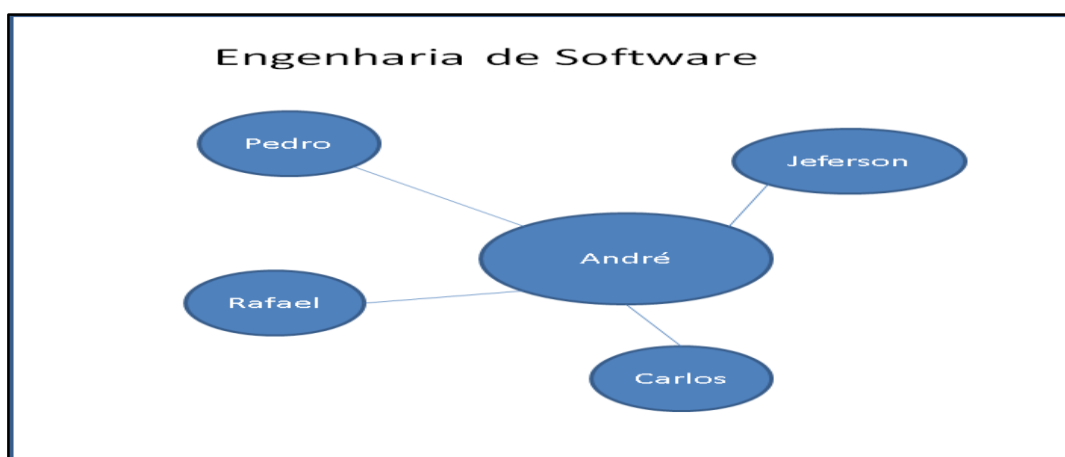 Engenharia de Software
Pedro
Jeferson
André
Rafael
Carlos